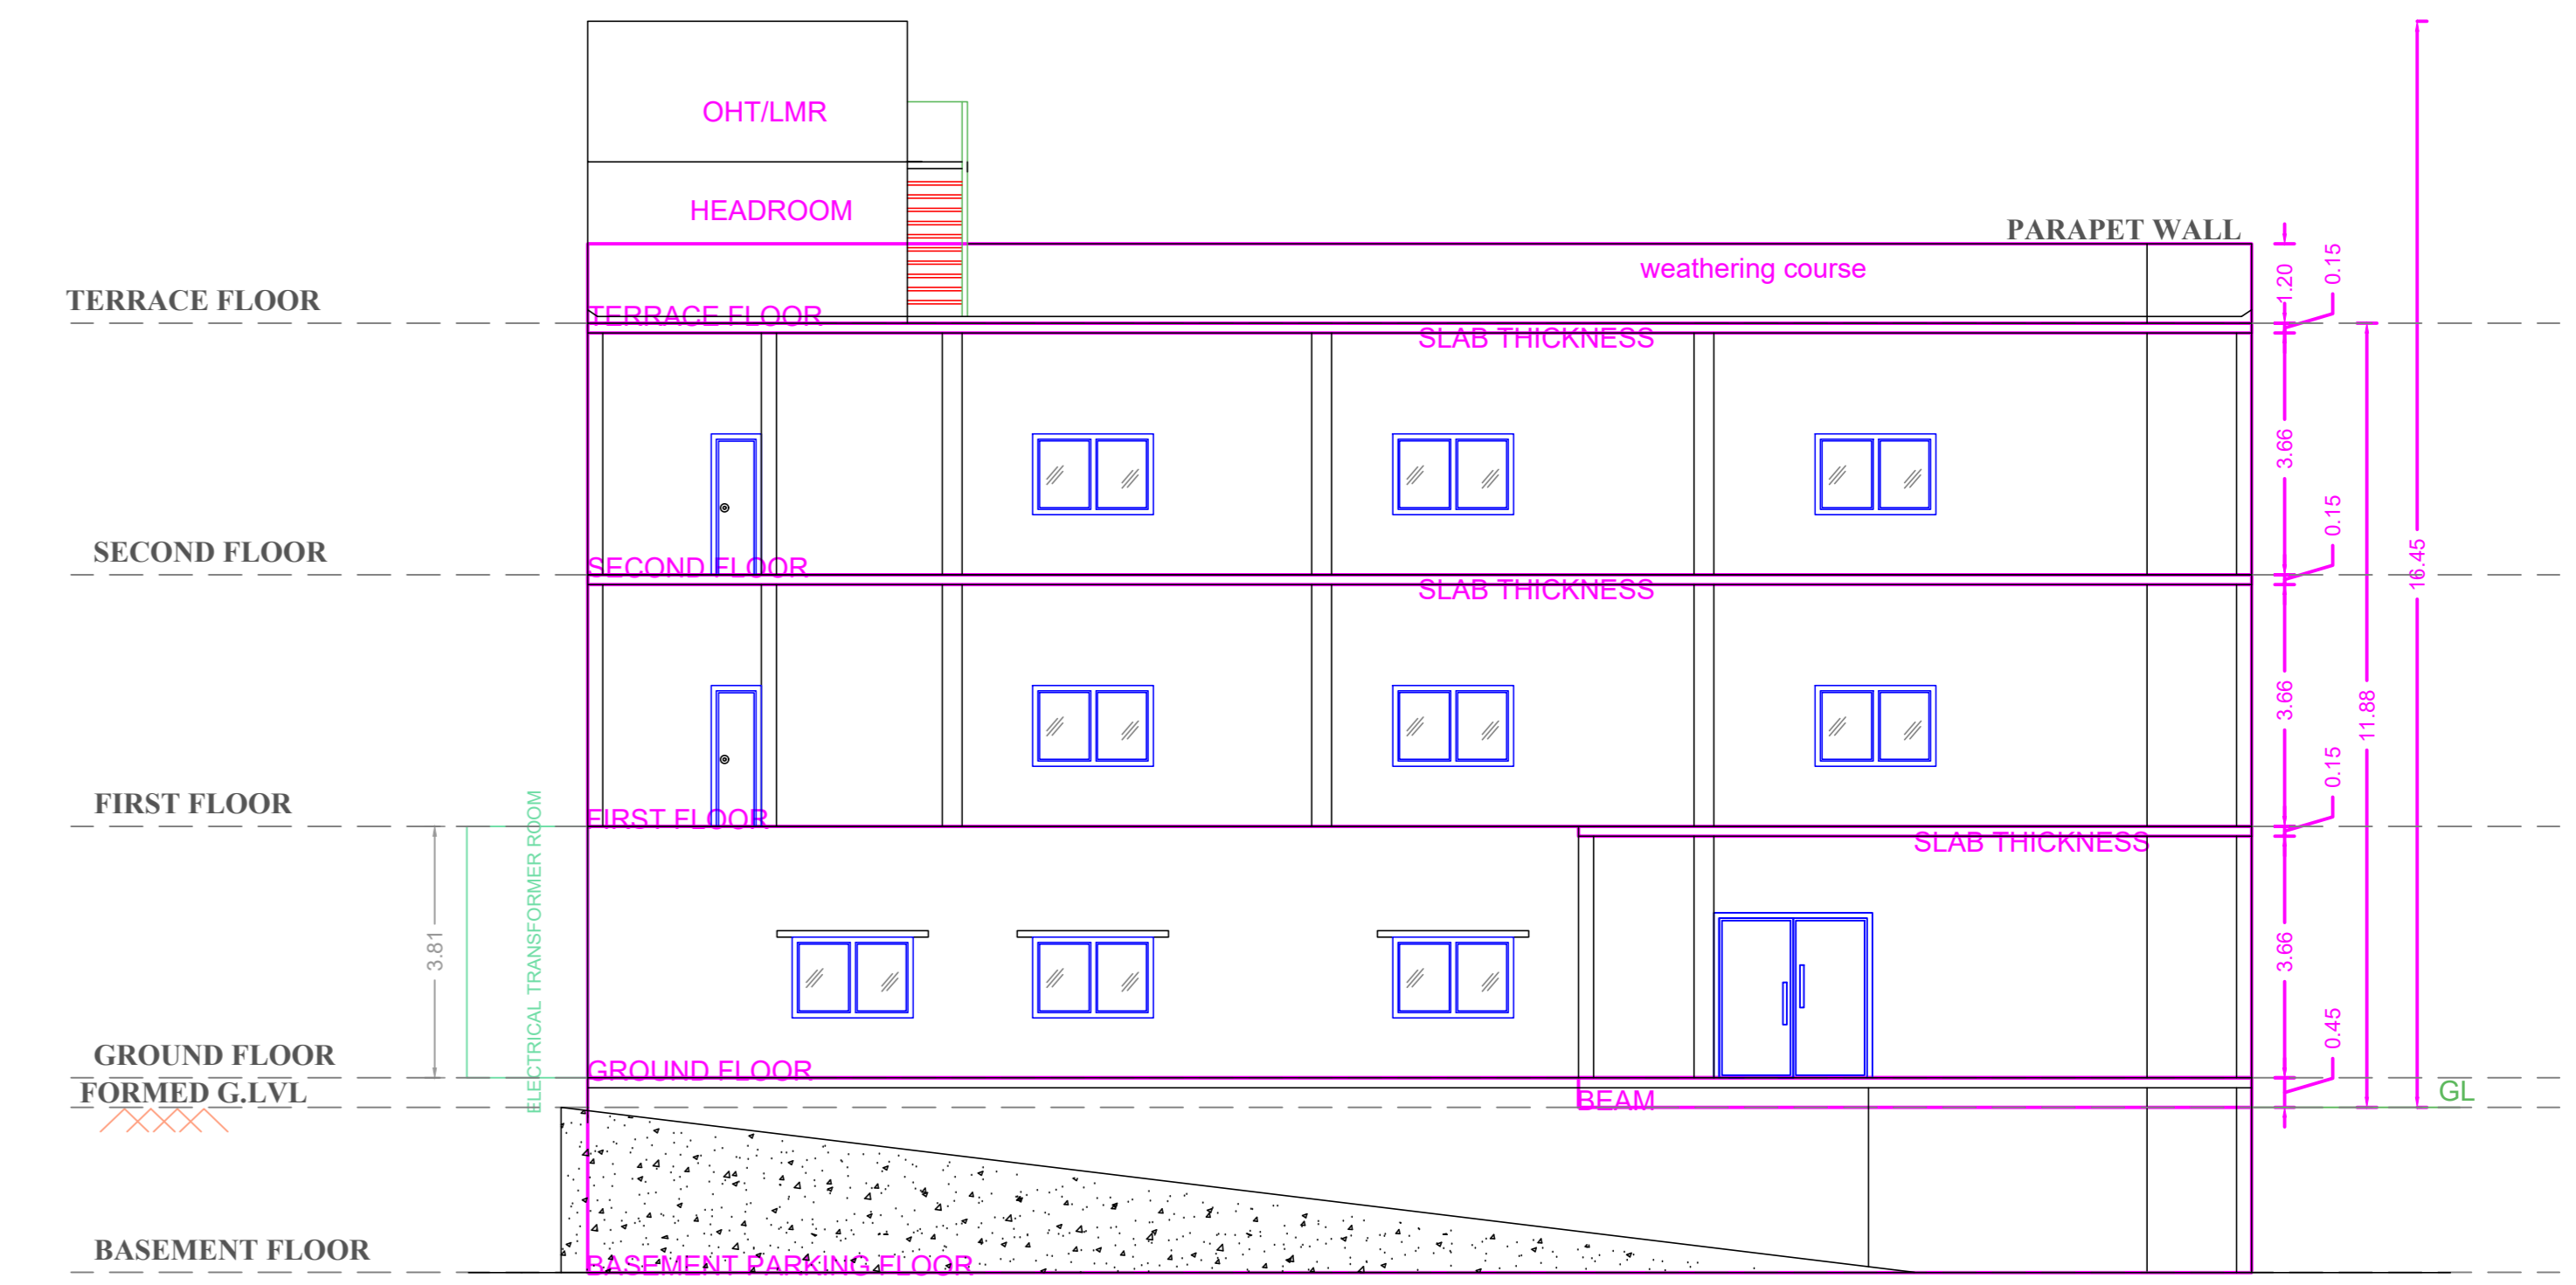 OHT/LMR
HEADROOM
PARAPET WALL
weathering course
1.20
0.15
TERRACE FLOOR
TERRACE FLOOR
SLAB THICKNESS
3.66
0.15
16.45
SECOND FLOOR
SECOND FLOOR
SLAB THICKNESS
3.66
11.88
0.15
FIRST FLOOR
FIRST FLOOR
SLAB THICKNESS
ELECTRICAL TRANSFORMER ROOM
3.81
3.66
0.45
GROUND FLOOR
GROUND FLOOR
FORMED G.LVL
BEAM
GL
BASEMENT FLOOR
BASEMENT PARKING FLOOR